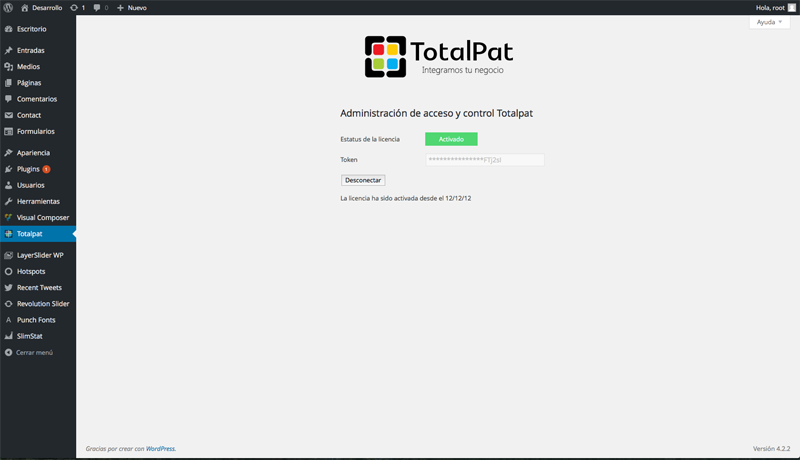 Desarrollo 1 0 Nuevo Hola, root
Ayuda
Escritorio
Entradas
Medios
Páginas
Comentarios
Contact
Formularios
Apariencia
Plugins 1
Usuarios
Herramientas
Visual Composer
Totalpat
LayerSlider WP
Hotspots
Recent Tweets
Revolution Slider
Punch Fonts
SlimStat
Cerrar menú
TotalPat
Integramos tu negocio
Administración de acceso y control Totalpat
Estatus de la licencia Activado
Token ***************FTJ2si
Desconectar
La licencia ha sido activada desde el 12/12/12
Gracias por crear con WordPress. Versión 4.2.2